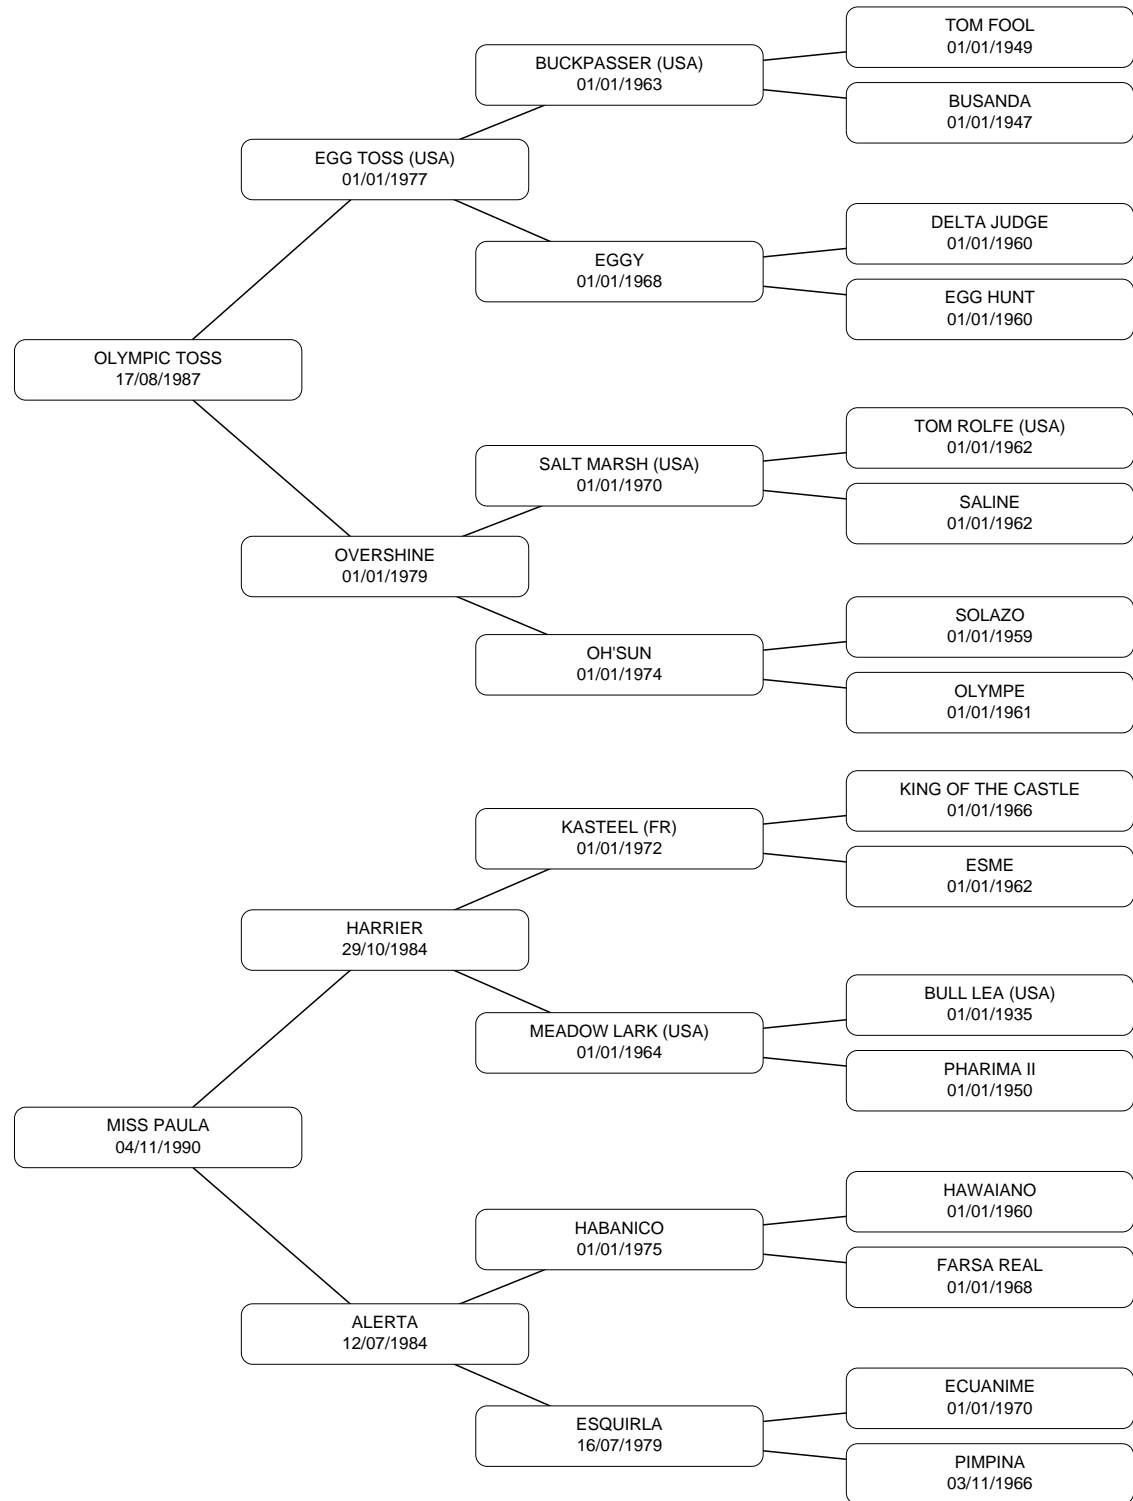 TOM FOOL
01/01/1949
BUCKPASSER (USA)
01/01/1963
BUSANDA
01/01/1947
EGG TOSS (USA)
01/01/1977
DELTA JUDGE
01/01/1960
EGGY
01/01/1968
EGG HUNT
01/01/1960
OLYMPIC TOSS
17/08/1987
TOM ROLFE (USA)
01/01/1962
SALT MARSH (USA)
01/01/1970
SALINE
01/01/1962
OVERSHINE
01/01/1979
SOLAZO
01/01/1959
OH'SUN
01/01/1974
OLYMPE
01/01/1961
KING OF THE CASTLE
01/01/1966
KASTEEL (FR)
01/01/1972
ESME
01/01/1962
HARRIER
29/10/1984
BULL LEA (USA)
01/01/1935
MEADOW LARK (USA)
01/01/1964
PHARIMA II
01/01/1950
MISS PAULA
04/11/1990
HAWAIANO
01/01/1960
HABANICO
01/01/1975
FARSA REAL
01/01/1968
ALERTA
12/07/1984
ECUANIME
01/01/1970
ESQUIRLA
16/07/1979
PIMPINA
03/11/1966